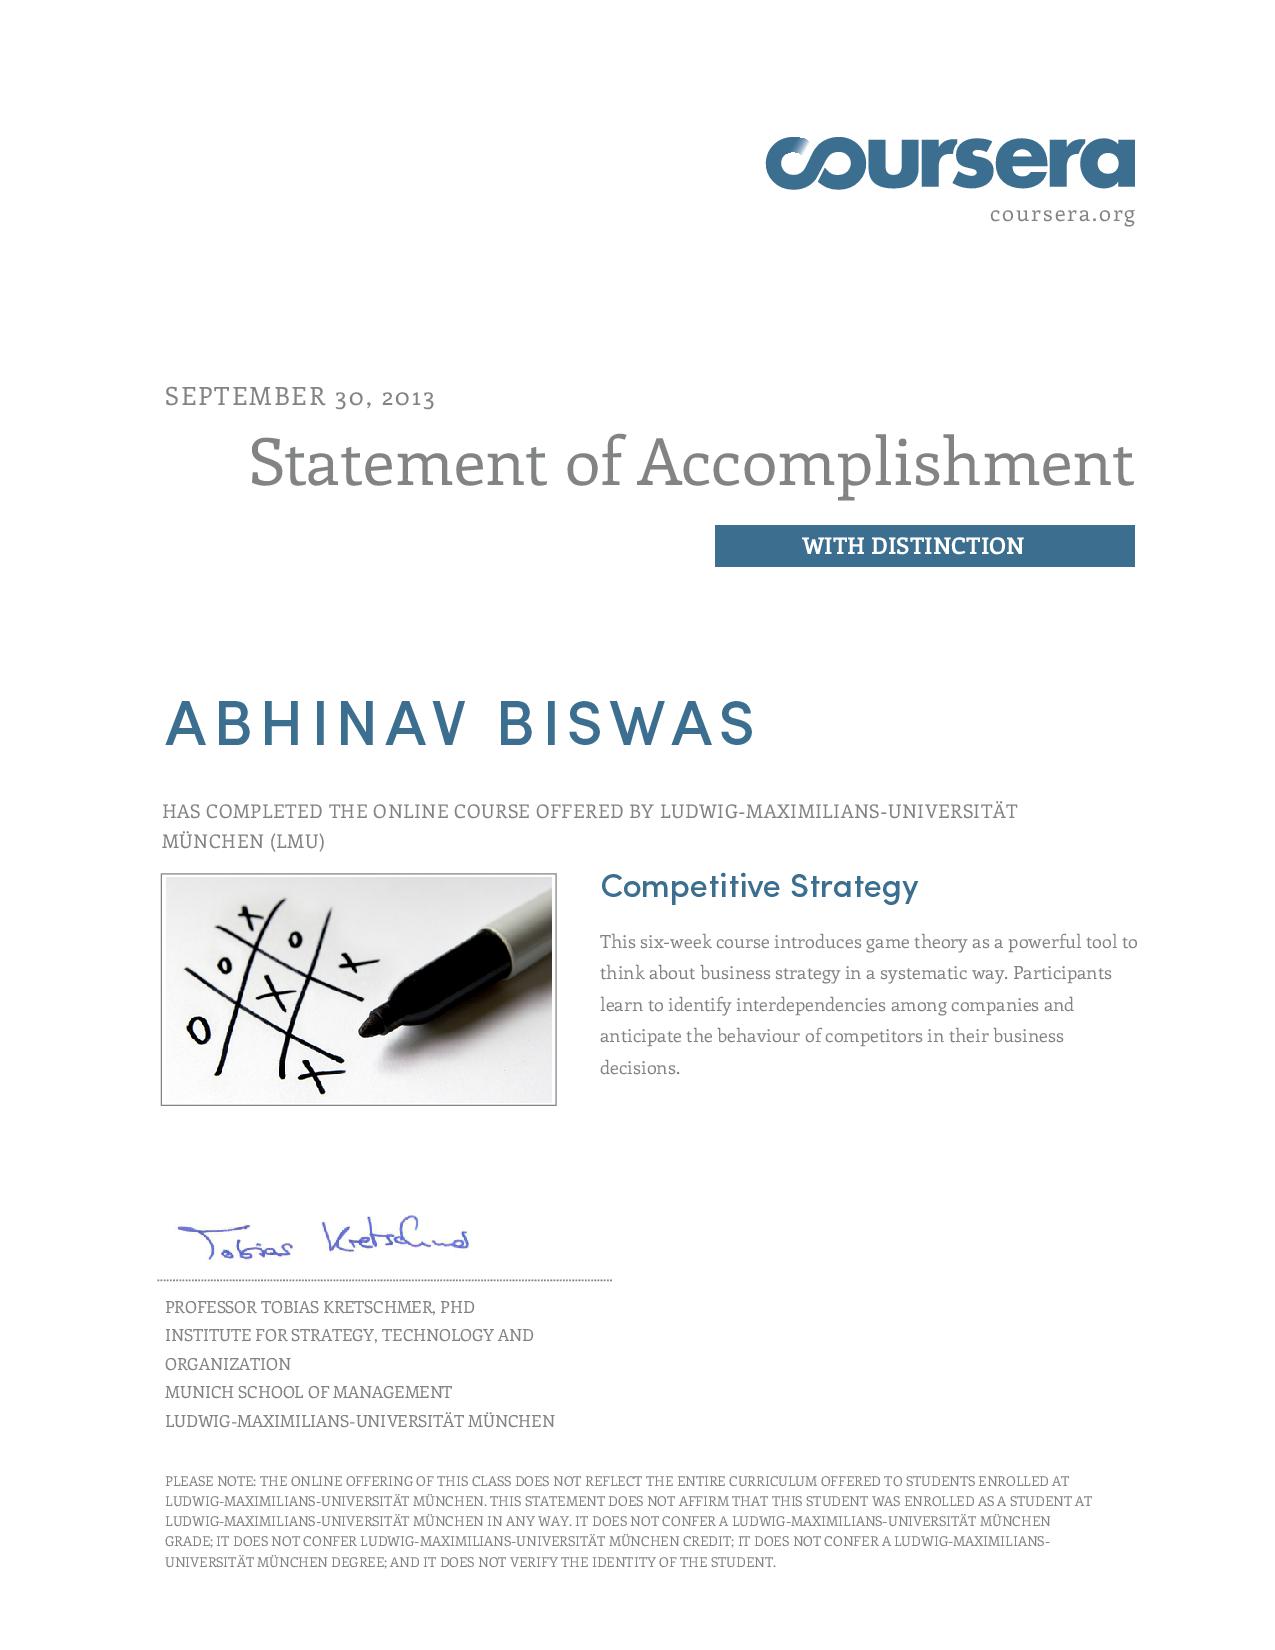 coursera
coursera.org
SEPTEMBER 30, 2013
Statement of Accomplishment
WITH DISTINCTION
ABHINAV BISWAS
HAS COMPLETED THE ONLINE COURSE OFFERED BY LUDWIG-MAXIMILIANS-UNIVERSITÄT
MÜNCHEN (LMU)
Competitive Strategy
This six-week course introduces game theory as a powerful tool to
think about business strategy in a systematic way. Participants
learn to identify interdependencies among companies and
anticipate the behaviour of competitors in their business
decisions.
Tobias Kretschmer
PROFESSOR TOBIAS KRETSCHMER, PHD
INSTITUTE FOR STRATEGY, TECHNOLOGY AND
ORGANIZATION
MUNICH SCHOOL OF MANAGEMENT
LUDWIG-MAXIMILIANS-UNIVERSITÄT MÜNCHEN
PLEASE NOTE: THE ONLINE OFFERING OF THIS CLASS DOES NOT REFLECT THE ENTIRE CURRICULUM OFFERED TO STUDENTS ENROLLED AT
LUDWIG-MAXIMILIANS-UNIVERSITÄT MÜNCHEN. THIS STATEMENT DOES NOT AFFIRM THAT THIS STUDENT WAS ENROLLED AS A STUDENT AT
LUDWIG-MAXIMILIANS-UNIVERSITÄT MÜNCHEN IN ANY WAY. IT DOES NOT CONFER A LUDWIG-MAXIMILIANS-UNIVERSITÄT MÜNCHEN
GRADE; IT DOES NOT CONFER LUDWIG-MAXIMILIANS-UNIVERSITÄT MÜNCHEN CREDIT; IT DOES NOT CONFER A LUDWIG-MAXIMILIANS-
UNIVERSITÄT MÜNCHEN DEGREE; AND IT DOES NOT VERIFY THE IDENTITY OF THE STUDENT.